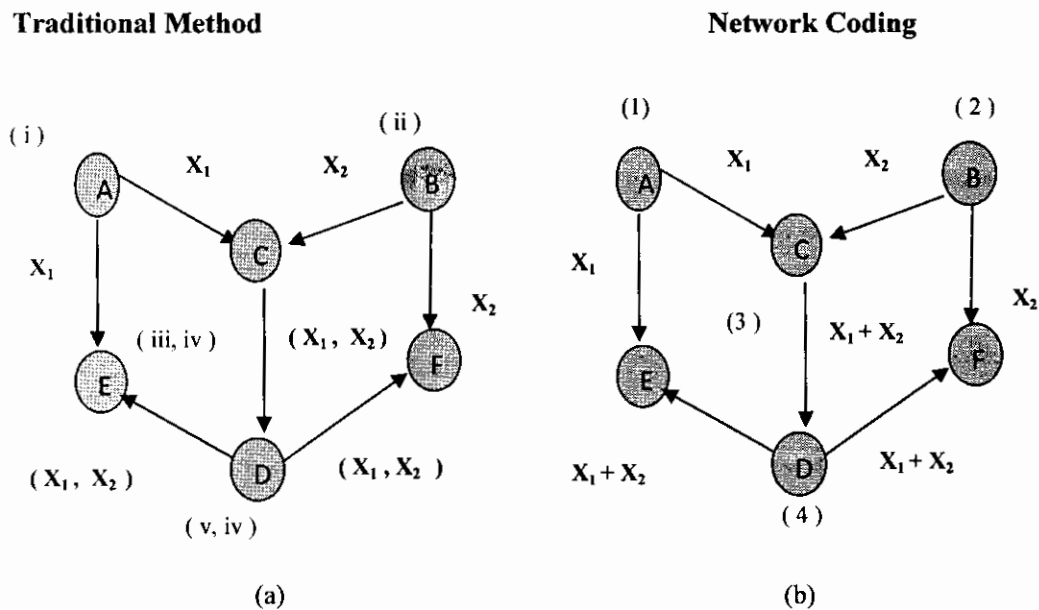 Traditional Method
Network Coding
( i )
( ii )
X₁
X₂
A
B
C
X₁
X₂
( iii, iv )
( X₁ , X₂ )
E
F
D
( X₁ , X₂ )
( X₁ , X₂ )
( v, iv )
(a)
(1)
( 2 )
X₁
X₂
A
B
C
X₁
X₂
(3 )
X₁ + X₂
E
F
D
X₁ + X₂
X₁ + X₂
( 4 )
(b)